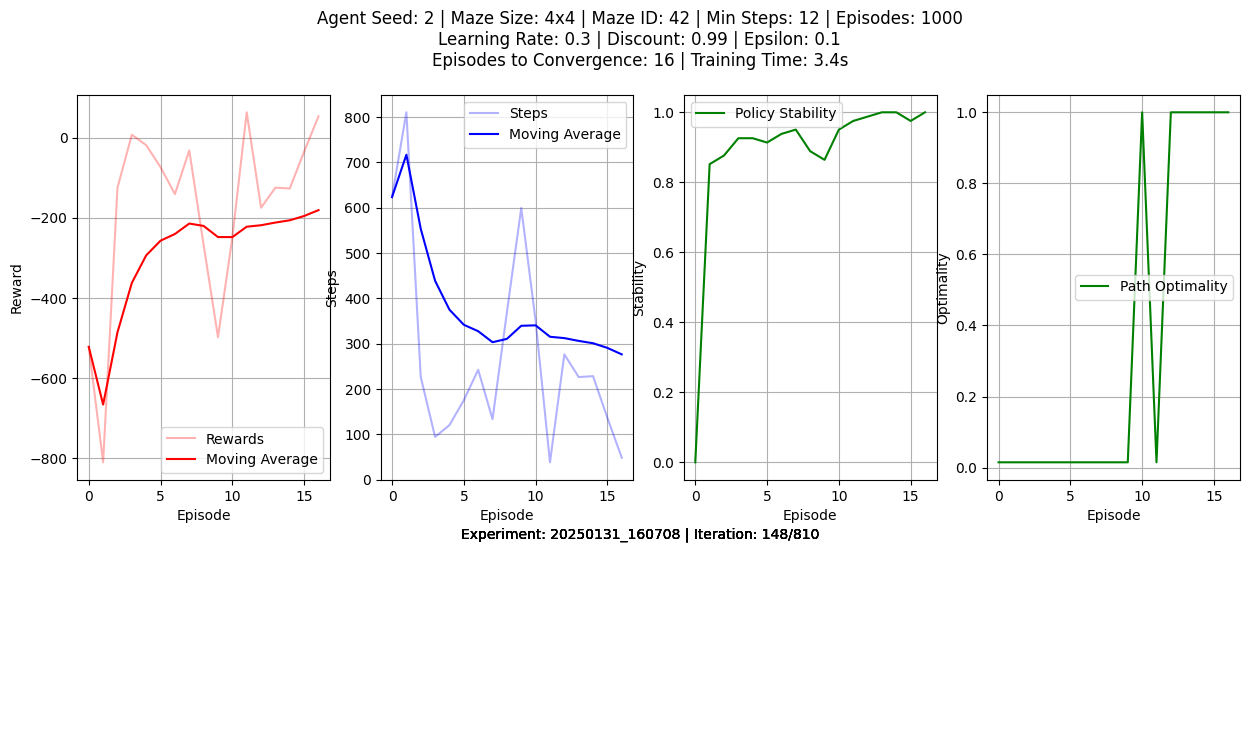 Agent Seed: 2 | Maze Size: 4x4 | Maze ID: 42 | Min Steps: 12 | Episodes: 1000
Learning Rate: 0.3 | Discount: 0.99 | Epsilon: 0.1
Episodes to Convergence: 16 | Training Time: 3.4s
Reward
0
−200
−400
−600
−800
Rewards
Moving Average
0 5 10 15
Episode
Steps
800
700
600
500
400
300
200
100
0
Steps
Moving Average
0 5 10 15
Episode
Stability
1.0
0.8
0.6
0.4
0.2
0.0
Policy Stability
0 5 10 15
Episode
Optimality
1.0
0.8
0.6
0.4
0.2
0.0
Path Optimality
0 5 10 15
Episode
Experiment: 20250131_160708 | Iteration: 148/810